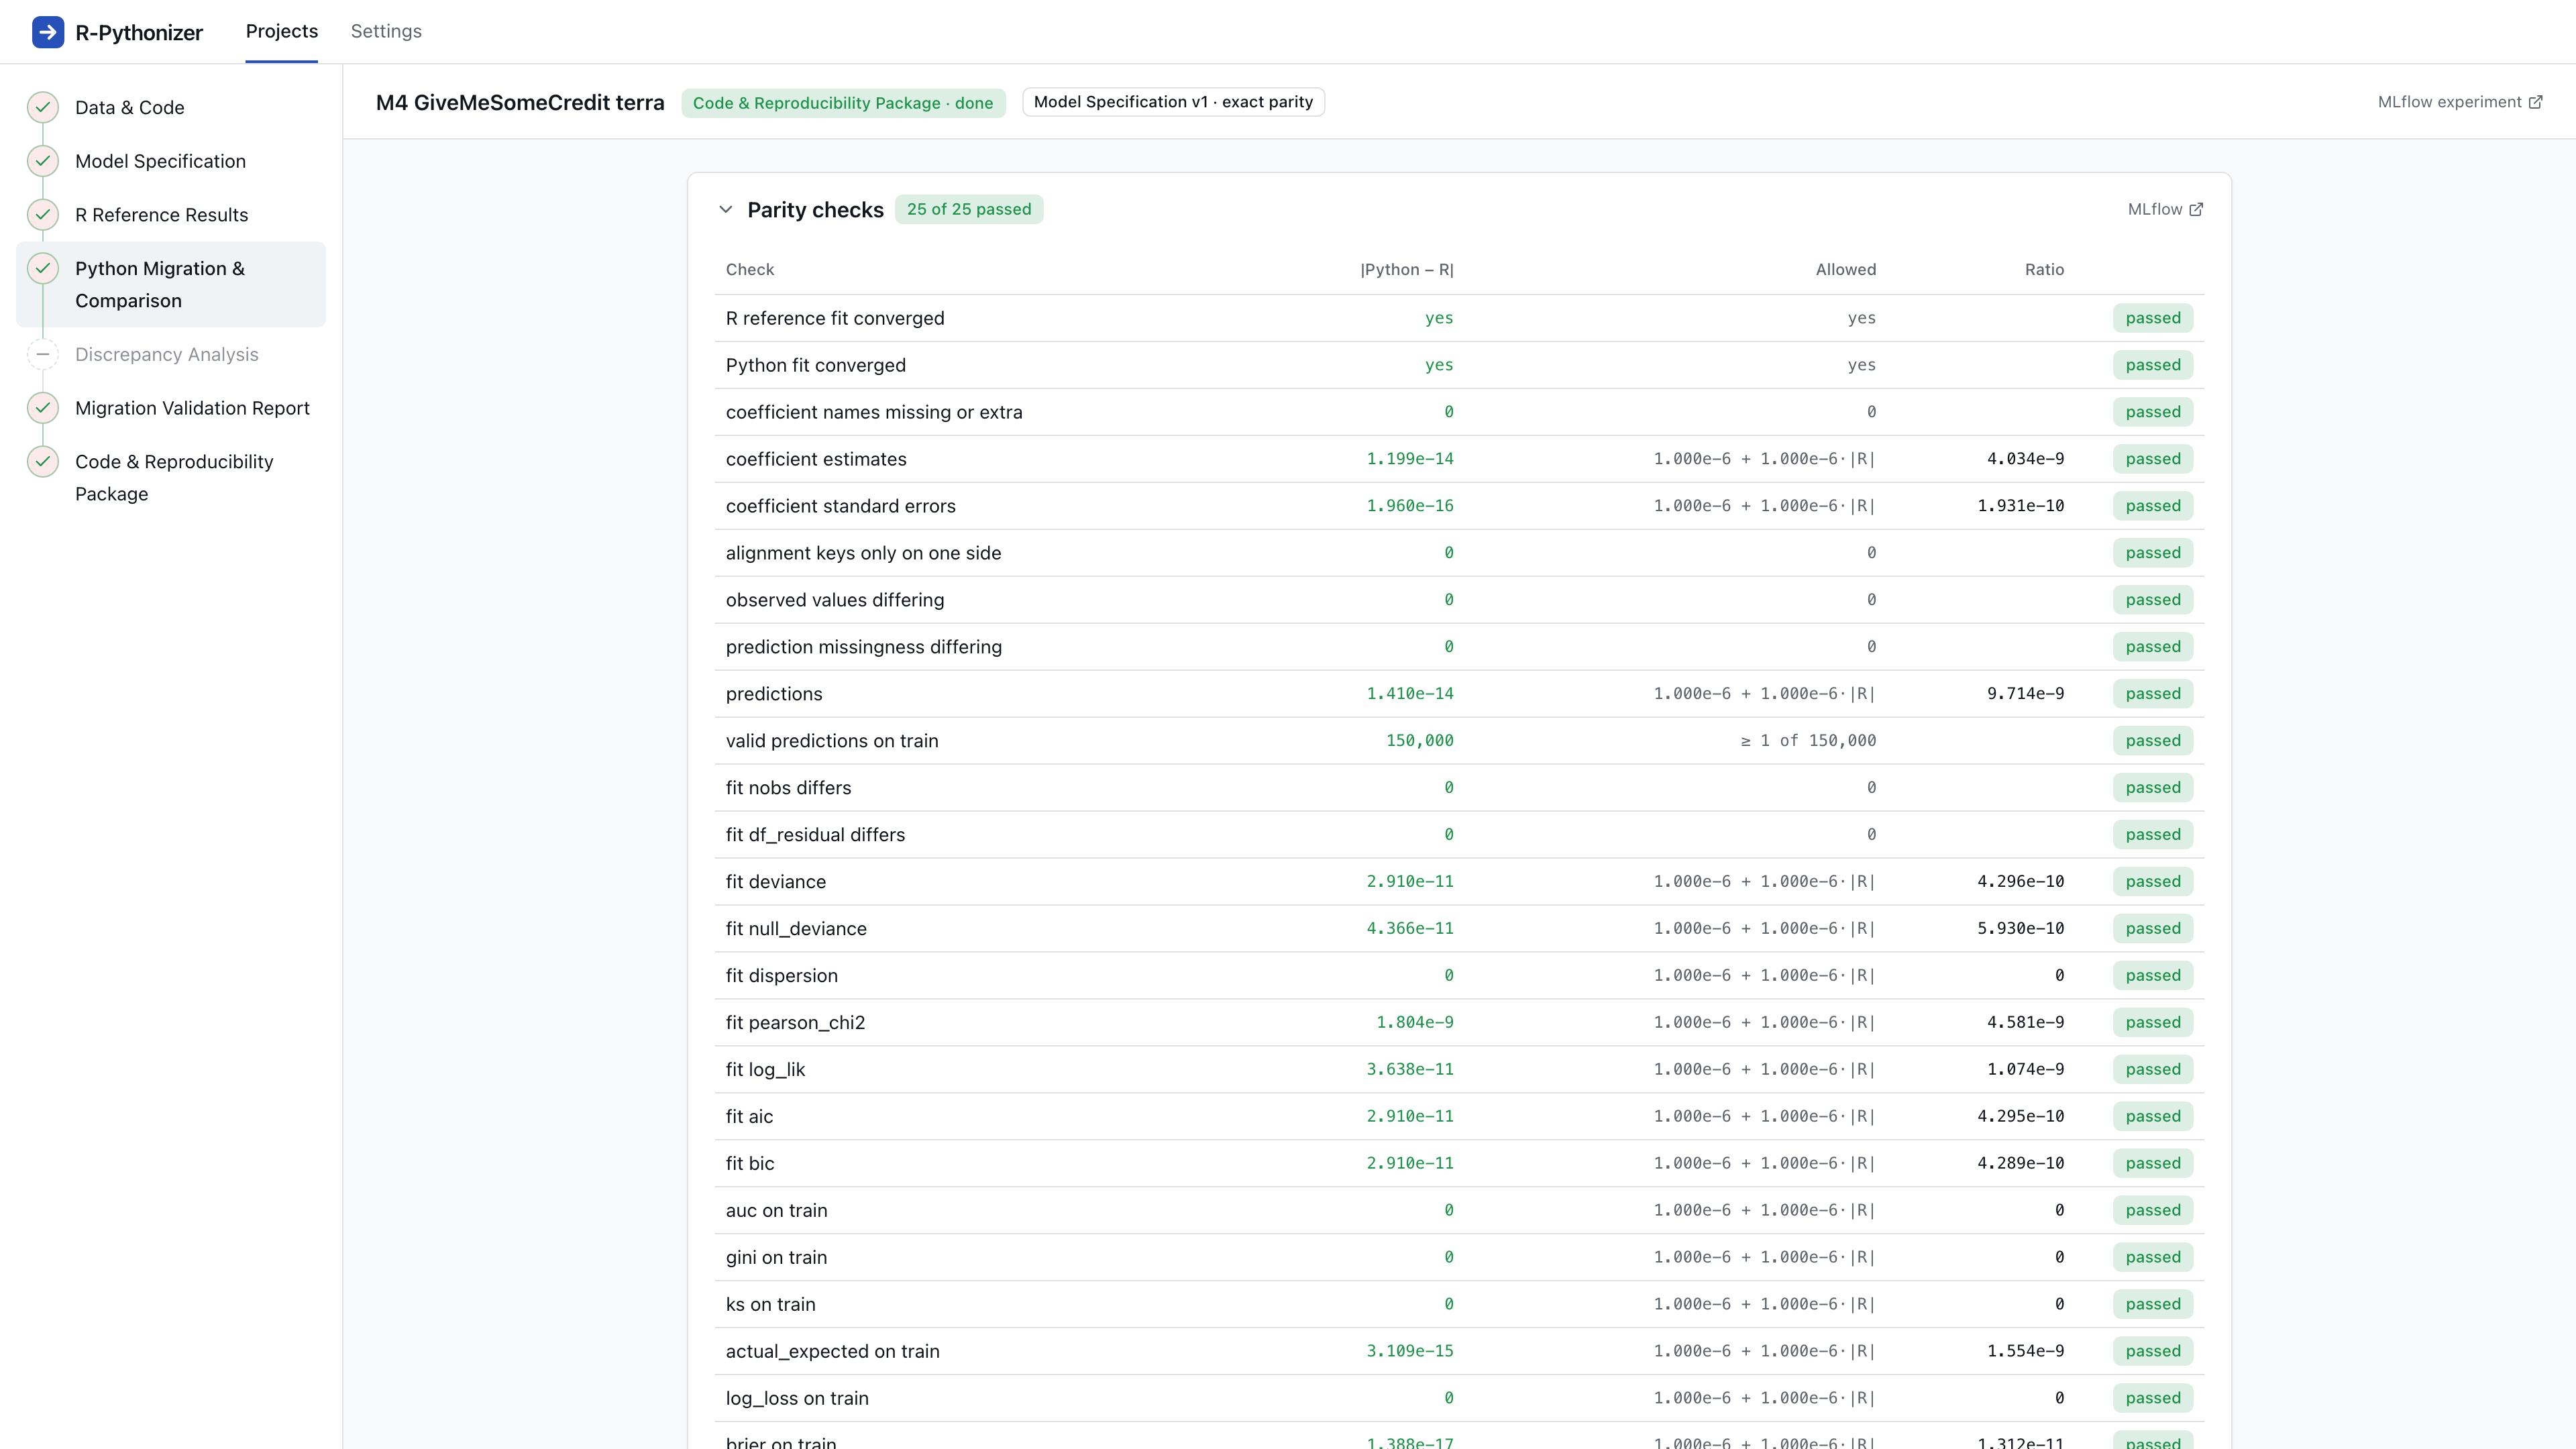 R-Pythonizer Projects Settings
Data & Code
Model Specification
R Reference Results
Python Migration &
Comparison
Discrepancy Analysis
Migration Validation Report
Code & Reproducibility
Package
M4 GiveMeSomeCredit terra Code & Reproducibility Package · done Model Specification v1 · exact parity MLflow experiment
Parity checks 25 of 25 passed MLflow
Check |Python – R| Allowed Ratio
R reference fit converged yes yes passed
Python fit converged yes yes passed
coefficient names missing or extra 0 0 passed
coefficient estimates 1.199e−14 1.000e−6 + 1.000e−6·|R| 4.034e−9 passed
coefficient standard errors 1.960e−16 1.000e−6 + 1.000e−6·|R| 1.931e−10 passed
alignment keys only on one side 0 0 passed
observed values differing 0 0 passed
prediction missingness differing 0 0 passed
predictions 1.410e−14 1.000e−6 + 1.000e−6·|R| 9.714e−9 passed
valid predictions on train 150,000 ≥ 1 of 150,000 passed
fit nobs differs 0 0 passed
fit df_residual differs 0 0 passed
fit deviance 2.910e−11 1.000e−6 + 1.000e−6·|R| 4.296e−10 passed
fit null_deviance 4.366e−11 1.000e−6 + 1.000e−6·|R| 5.930e−10 passed
fit dispersion 0 1.000e−6 + 1.000e−6·|R| 0 passed
fit pearson_chi2 1.804e−9 1.000e−6 + 1.000e−6·|R| 4.581e−9 passed
fit log_lik 3.638e−11 1.000e−6 + 1.000e−6·|R| 1.074e−9 passed
fit aic 2.910e−11 1.000e−6 + 1.000e−6·|R| 4.295e−10 passed
fit bic 2.910e−11 1.000e−6 + 1.000e−6·|R| 4.289e−10 passed
auc on train 0 1.000e−6 + 1.000e−6·|R| 0 passed
gini on train 0 1.000e−6 + 1.000e−6·|R| 0 passed
ks on train 0 1.000e−6 + 1.000e−6·|R| 0 passed
actual_expected on train 3.109e−15 1.000e−6 + 1.000e−6·|R| 1.554e−9 passed
log_loss on train 0 1.000e−6 + 1.000e−6·|R| 0 passed
brier on train 1.388e−17 1.000e−6 + 1.000e−6·|R| 1.312e−11 passed